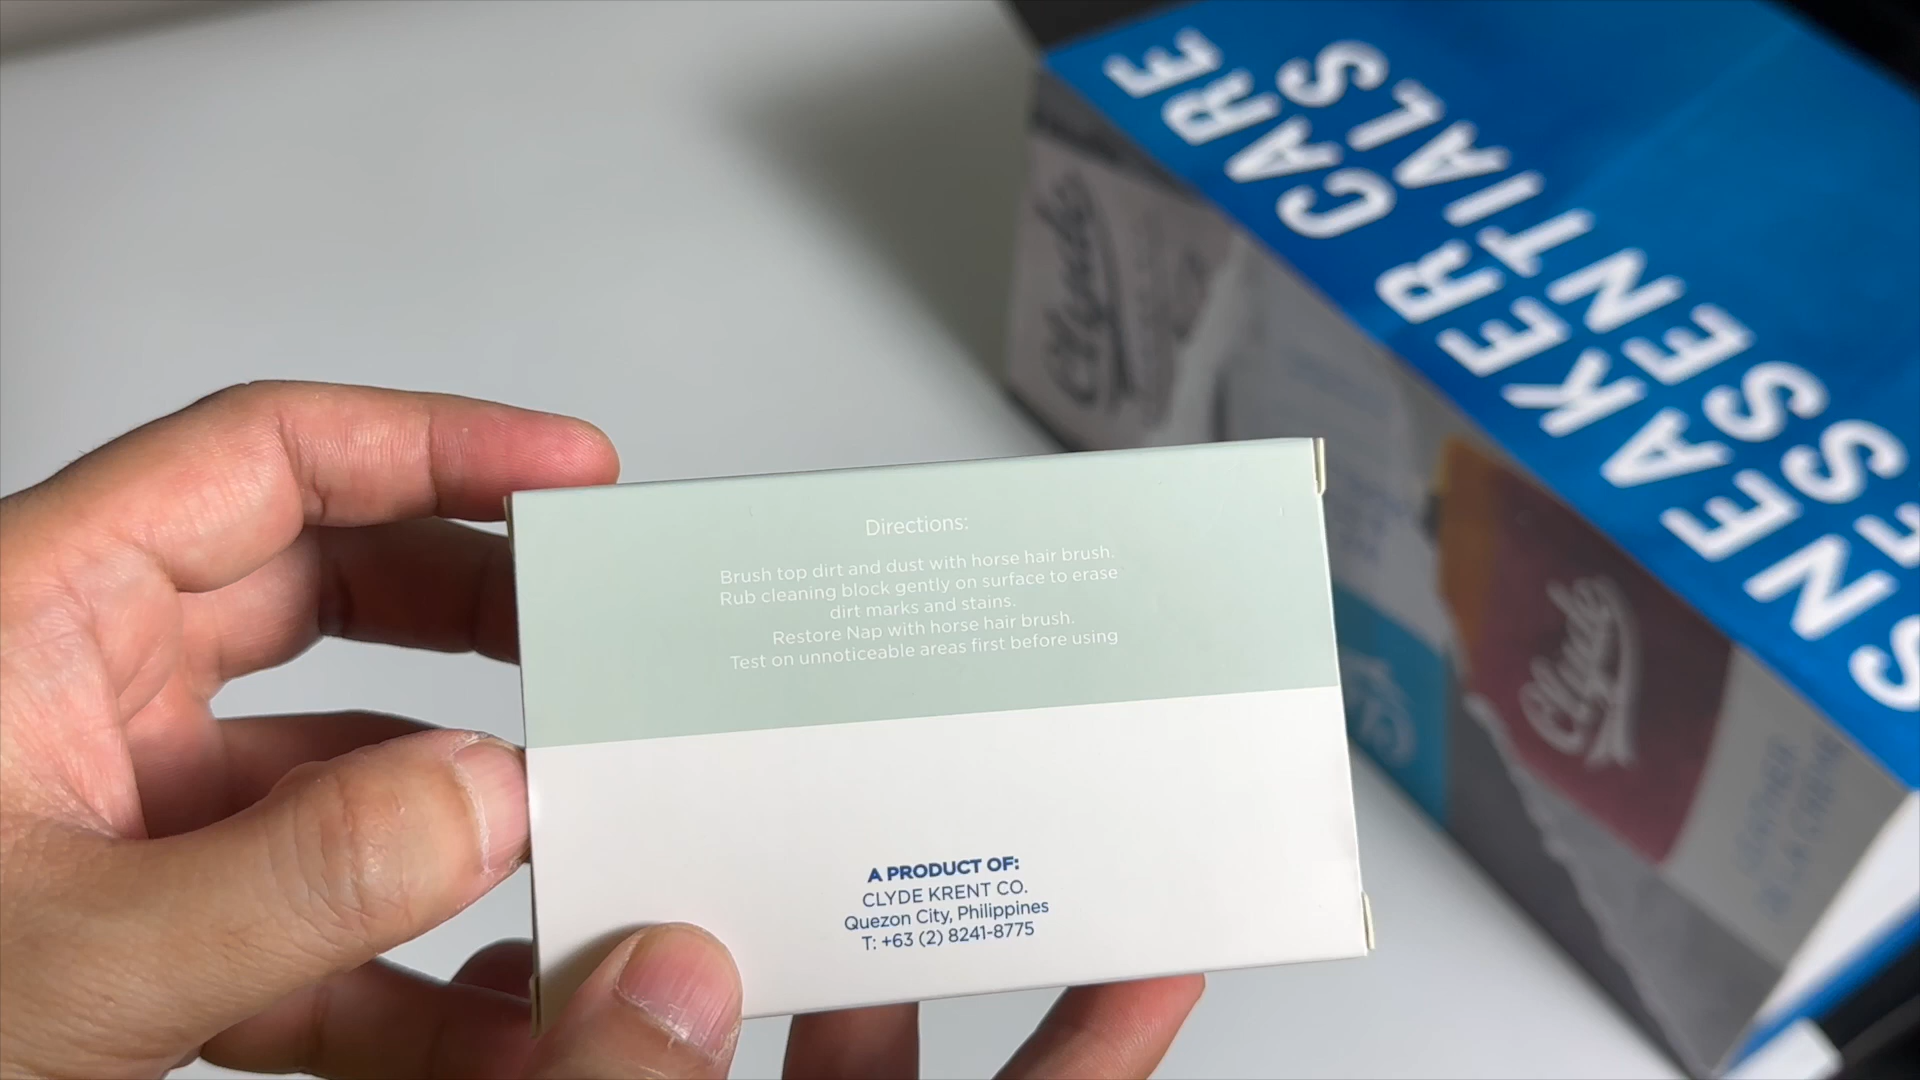 Directions:
Brush top dirt and dust with horse hair brush.
Rub cleaning block gently on surface to erase
dirt marks and stains.
Restore Nap with horse hair brush.
Test on unnoticeable areas first before using
A PRODUCT OF:
CLYDE KRENT CO.
Quezon City, Philippines
T: +63 (2) 8241-8775
SNEAKER CARE
ESSENTIALS
Clyde
Clyde